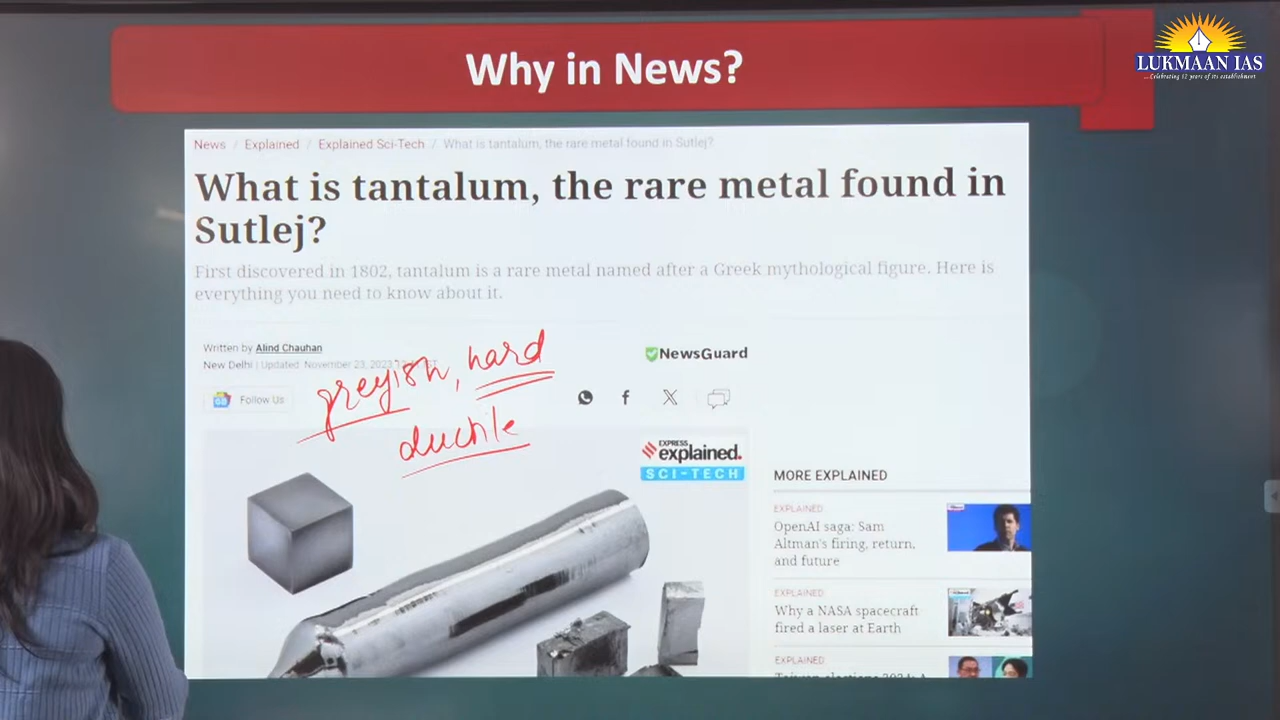 Why in News?
LUKMAAN IAS
...Celebrating 12 years of its establishment
News / Explained / Explained Sci-Tech / What is tantalum, the rare metal found in Sutlej?
What is tantalum, the rare metal found in
Sutlej?
First discovered in 1802, tantalum is a rare metal named after a Greek mythological figure. Here is
everything you need to know about it.
Written by Alind Chauhan
New Delhi | Updated: November 23, 2023
NewsGuard
Follow Us
greyish, hard
ductile
EXPRESS
explained.
SCI-TECH
MORE EXPLAINED
EXPLAINED
OpenAI saga: Sam
Altman's firing, return,
and future
EXPLAINED
Why a NASA spacecraft
fired a laser at Earth
EXPLAINED